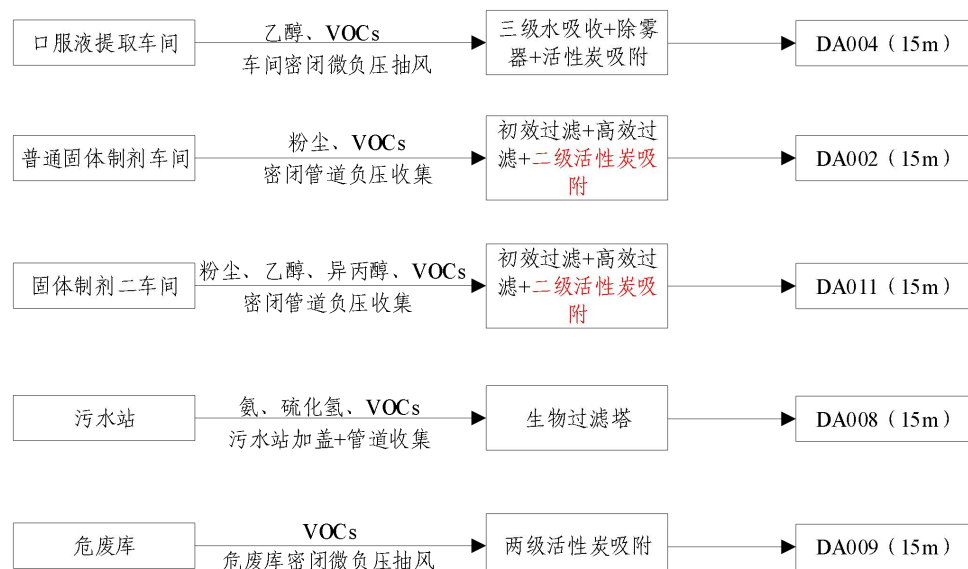 口服液提取车间
乙醇、VOCs
车间密闭微负压抽风
三级水吸收+除雾
器+活性炭吸附
DA004（15m）
普通固体制剂车间
粉尘、VOCs
密闭管道负压收集
初效过滤+高效过
滤+二级活性炭吸
附
DA002（15m）
固体制剂二车间
粉尘、乙醇、异丙醇、VOCs
密闭管道负压收集
初效过滤+高效过
滤+二级活性炭吸
附
DA011（15m）
污水站
氨、硫化氢、VOCs
污水站加盖+管道收集
生物过滤塔
DA008（15m）
危废库
VOCs
危废库密闭微负压抽风
两级活性炭吸附
DA009（15m）